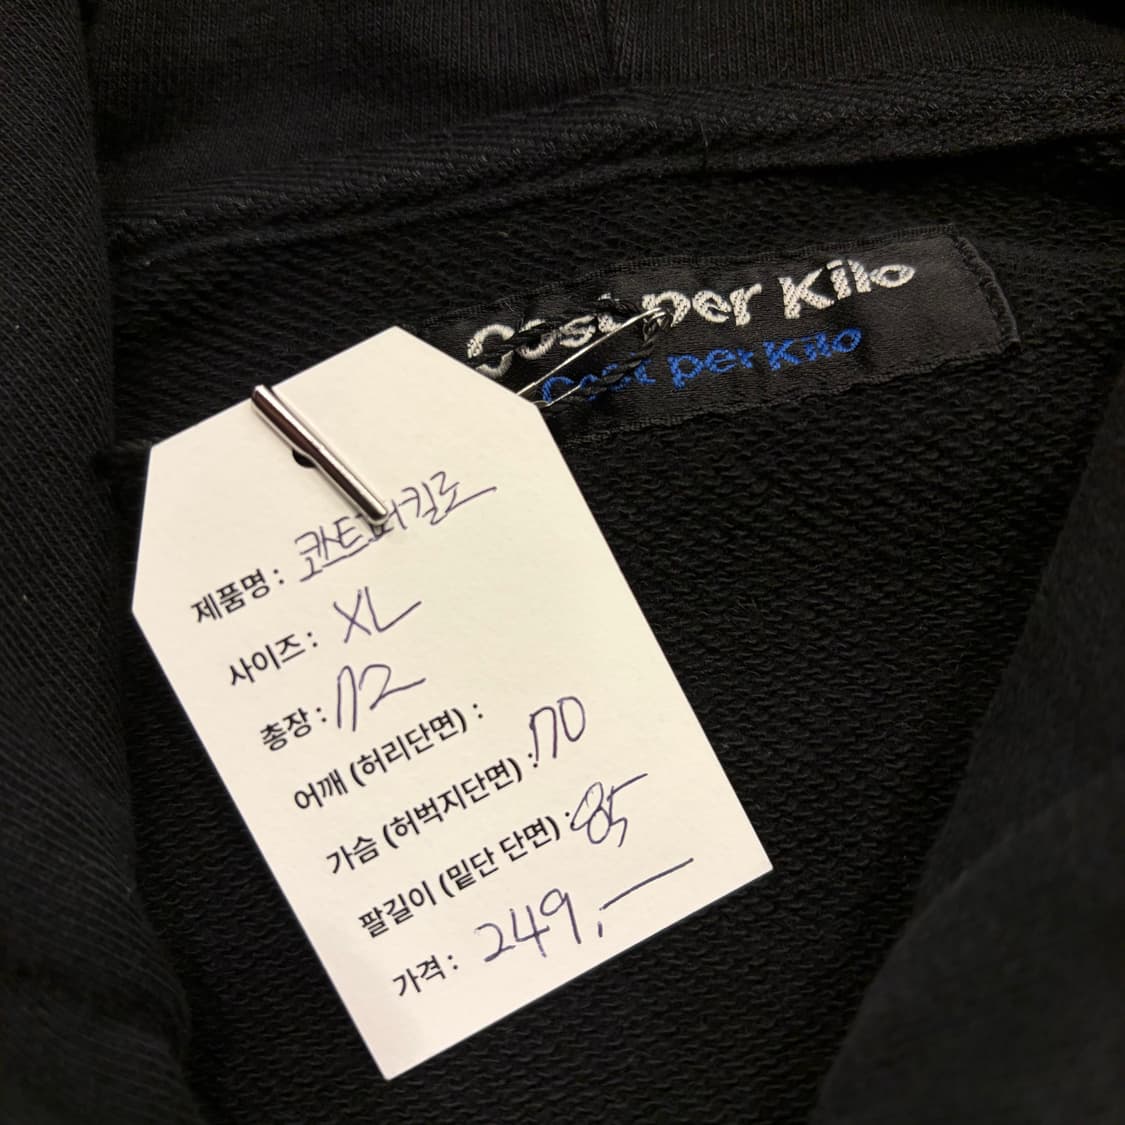 Cost per Kilo
Cost per Kilo
제품명 : 코스트퍼킬로
사이즈 : XL
총장 : 72
어깨 (허리단면) :
가슴 (허벅지단면) : 70
팔길이 (밑단 단면) : 85
가격 : 249,—